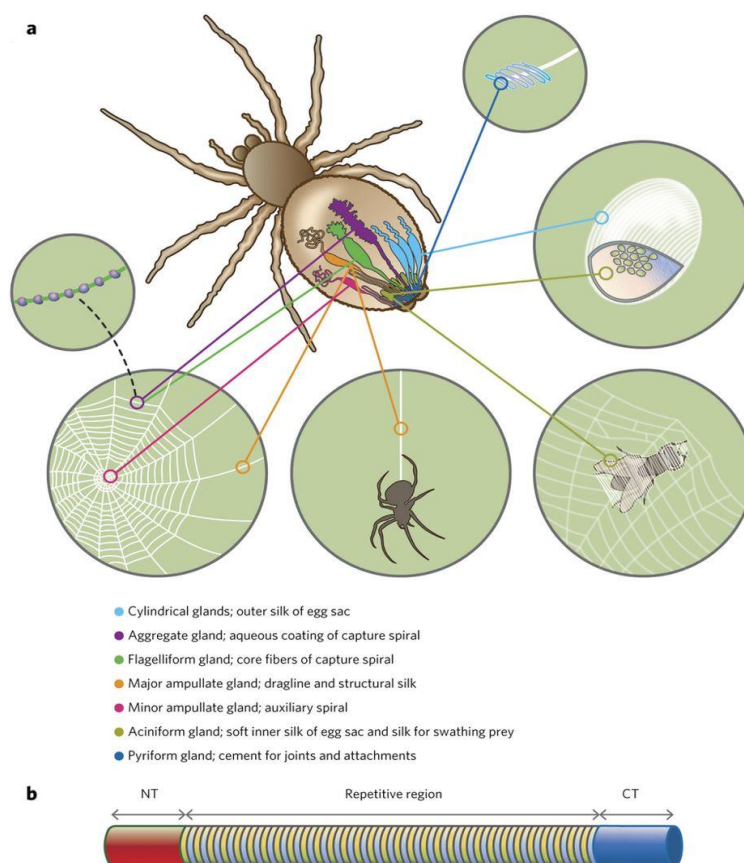 a
Cylindrical glands; outer silk of egg sac
Aggregate gland; aqueous coating of capture spiral
Flagelliform gland; core fibers of capture spiral
Major ampullate gland; dragline and structural silk
Minor ampullate gland; auxiliary spiral
Aciniform gland; soft inner silk of egg sac and silk for swathing prey
Pyriform gland; cement for joints and attachments
b
NT Repetitive region CT